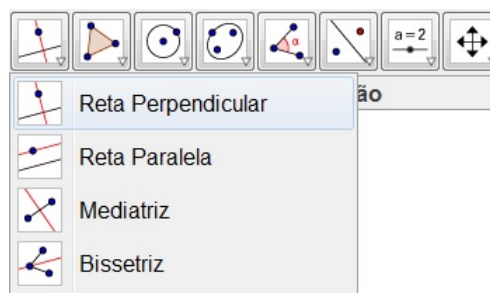 α
a=2
ão
Reta Perpendicular
Reta Paralela
Mediatriz
Bissetriz